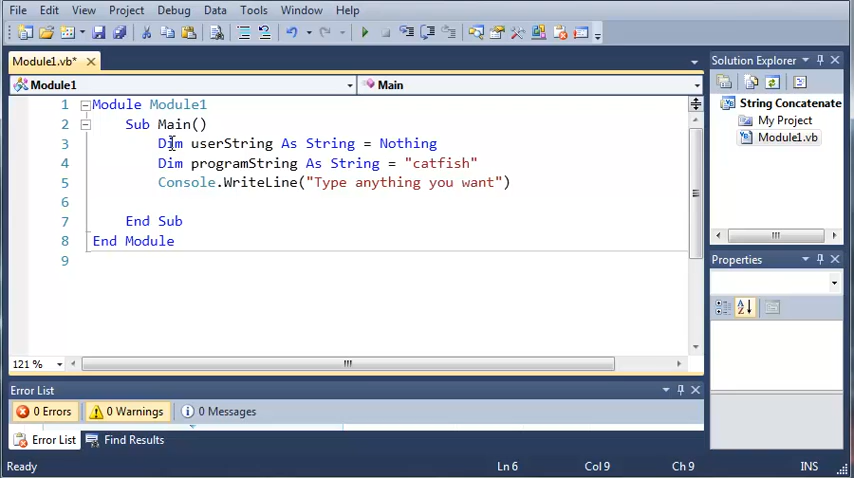 File Edit View Project Debug Data Tools Test Window Help
Module1.vb*
Module1 Main
1 Module Module1
2 Sub Main()
3 Dim userString As String = Nothing
4 Dim programString As String = "catfish"
5 Console.WriteLine("Type anything you want")
6
7 End Sub
8 End Module
9
121 %
Solution Explorer
String Concatenate
My Project
Module1.vb
Properties
A
Z
Error List
0 Errors 0 Warnings 0 Messages
Error List Find Results
Ready Ln 6 Col 9 Ch 9 INS